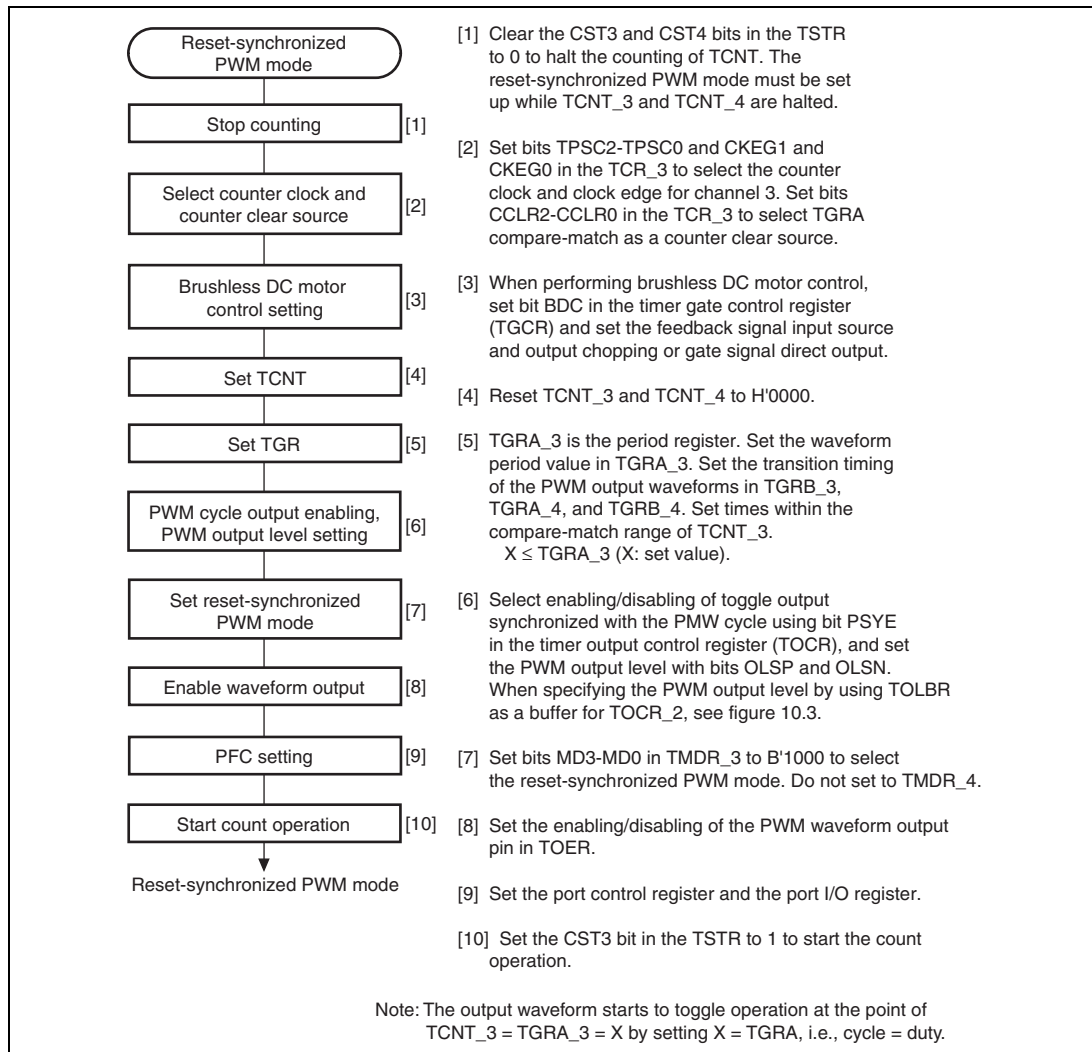 Reset-synchronized
PWM mode
Stop counting
[1]
Select counter clock and
counter clear source
[2]
Brushless DC motor
control setting
[3]
Set TCNT
[4]
Set TGR
[5]
PWM cycle output enabling,
PWM output level setting
[6]
Set reset-synchronized
PWM mode
[7]
Enable waveform output
[8]
PFC setting
[9]
Start count operation
[10]
Reset-synchronized PWM mode
[1] Clear the CST3 and CST4 bits in the TSTR
to 0 to halt the counting of TCNT. The
reset-synchronized PWM mode must be set
up while TCNT_3 and TCNT_4 are halted.
[2] Set bits TPSC2-TPSC0 and CKEG1 and
CKEG0 in the TCR_3 to select the counter
clock and clock edge for channel 3. Set bits
CCLR2-CCLR0 in the TCR_3 to select TGRA
compare-match as a counter clear source.
[3] When performing brushless DC motor control,
set bit BDC in the timer gate control register
(TGCR) and set the feedback signal input source
and output chopping or gate signal direct output.
[4] Reset TCNT_3 and TCNT_4 to H'0000.
[5] TGRA_3 is the period register. Set the waveform
period value in TGRA_3. Set the transition timing
of the PWM output waveforms in TGRB_3,
TGRA_4, and TGRB_4. Set times within the
compare-match range of TCNT_3.
X ≤ TGRA_3 (X: set value).
[6] Select enabling/disabling of toggle output
synchronized with the PMW cycle using bit PSYE
in the timer output control register (TOCR), and set
the PWM output level with bits OLSP and OLSN.
When specifying the PWM output level by using TOLBR
as a buffer for TOCR_2, see figure 10.3.
[7] Set bits MD3-MD0 in TMDR_3 to B'1000 to select
the reset-synchronized PWM mode. Do not set to TMDR_4.
[8] Set the enabling/disabling of the PWM waveform output
pin in TOER.
[9] Set the port control register and the port I/O register.
[10] Set the CST3 bit in the TSTR to 1 to start the count
operation.
Note: The output waveform starts to toggle operation at the point of
TCNT_3 = TGRA_3 = X by setting X = TGRA, i.e., cycle = duty.